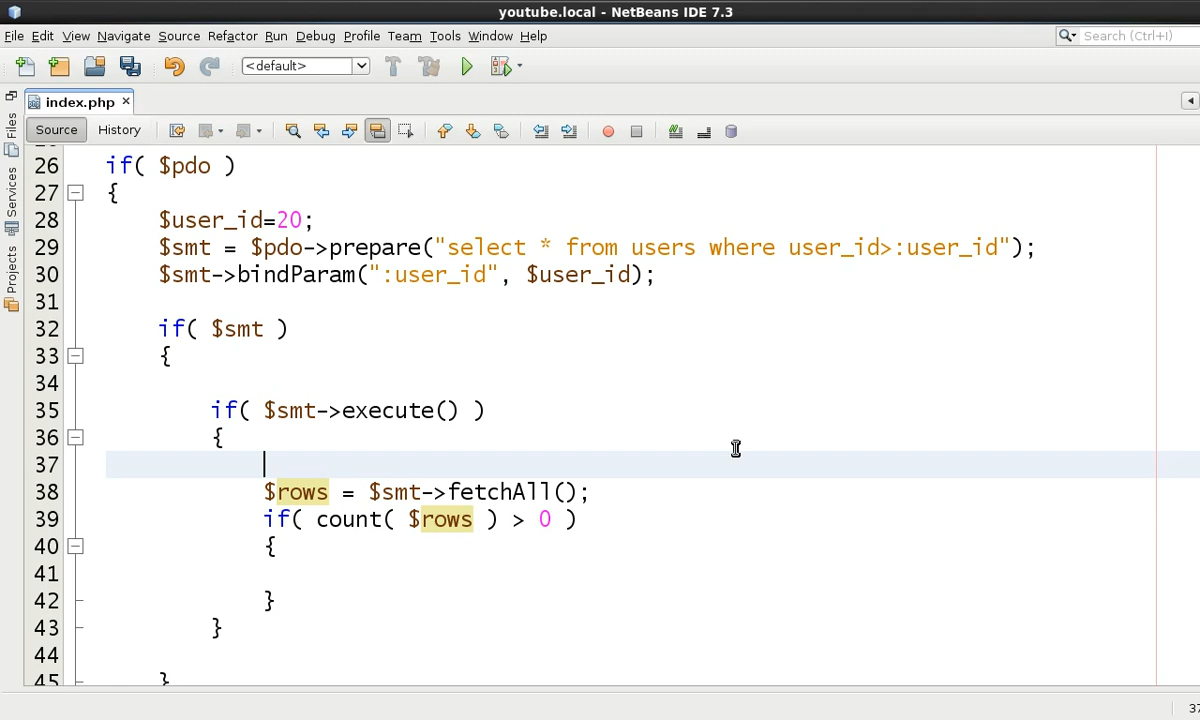 youtube.local - NetBeans IDE 7.3
File Edit View Navigate Source Refactor Run Debug Profile Team Tools Window Help
Search (Ctrl+I)
<default>
index.php
Source History
Files
Services
Projects
26 if( $pdo )
27 {
28 $user_id=20;
29 $smt = $pdo->prepare("select * from users where user_id>:user_id");
30 $smt->bindParam(":user_id", $user_id);
31
32 if( $smt )
33 {
34
35 if( $smt->execute() )
36 {
37
38 $rows = $smt->fetchAll();
39 if( count( $rows ) > 0 )
40 {
41
42 }
43 }
44
45 }